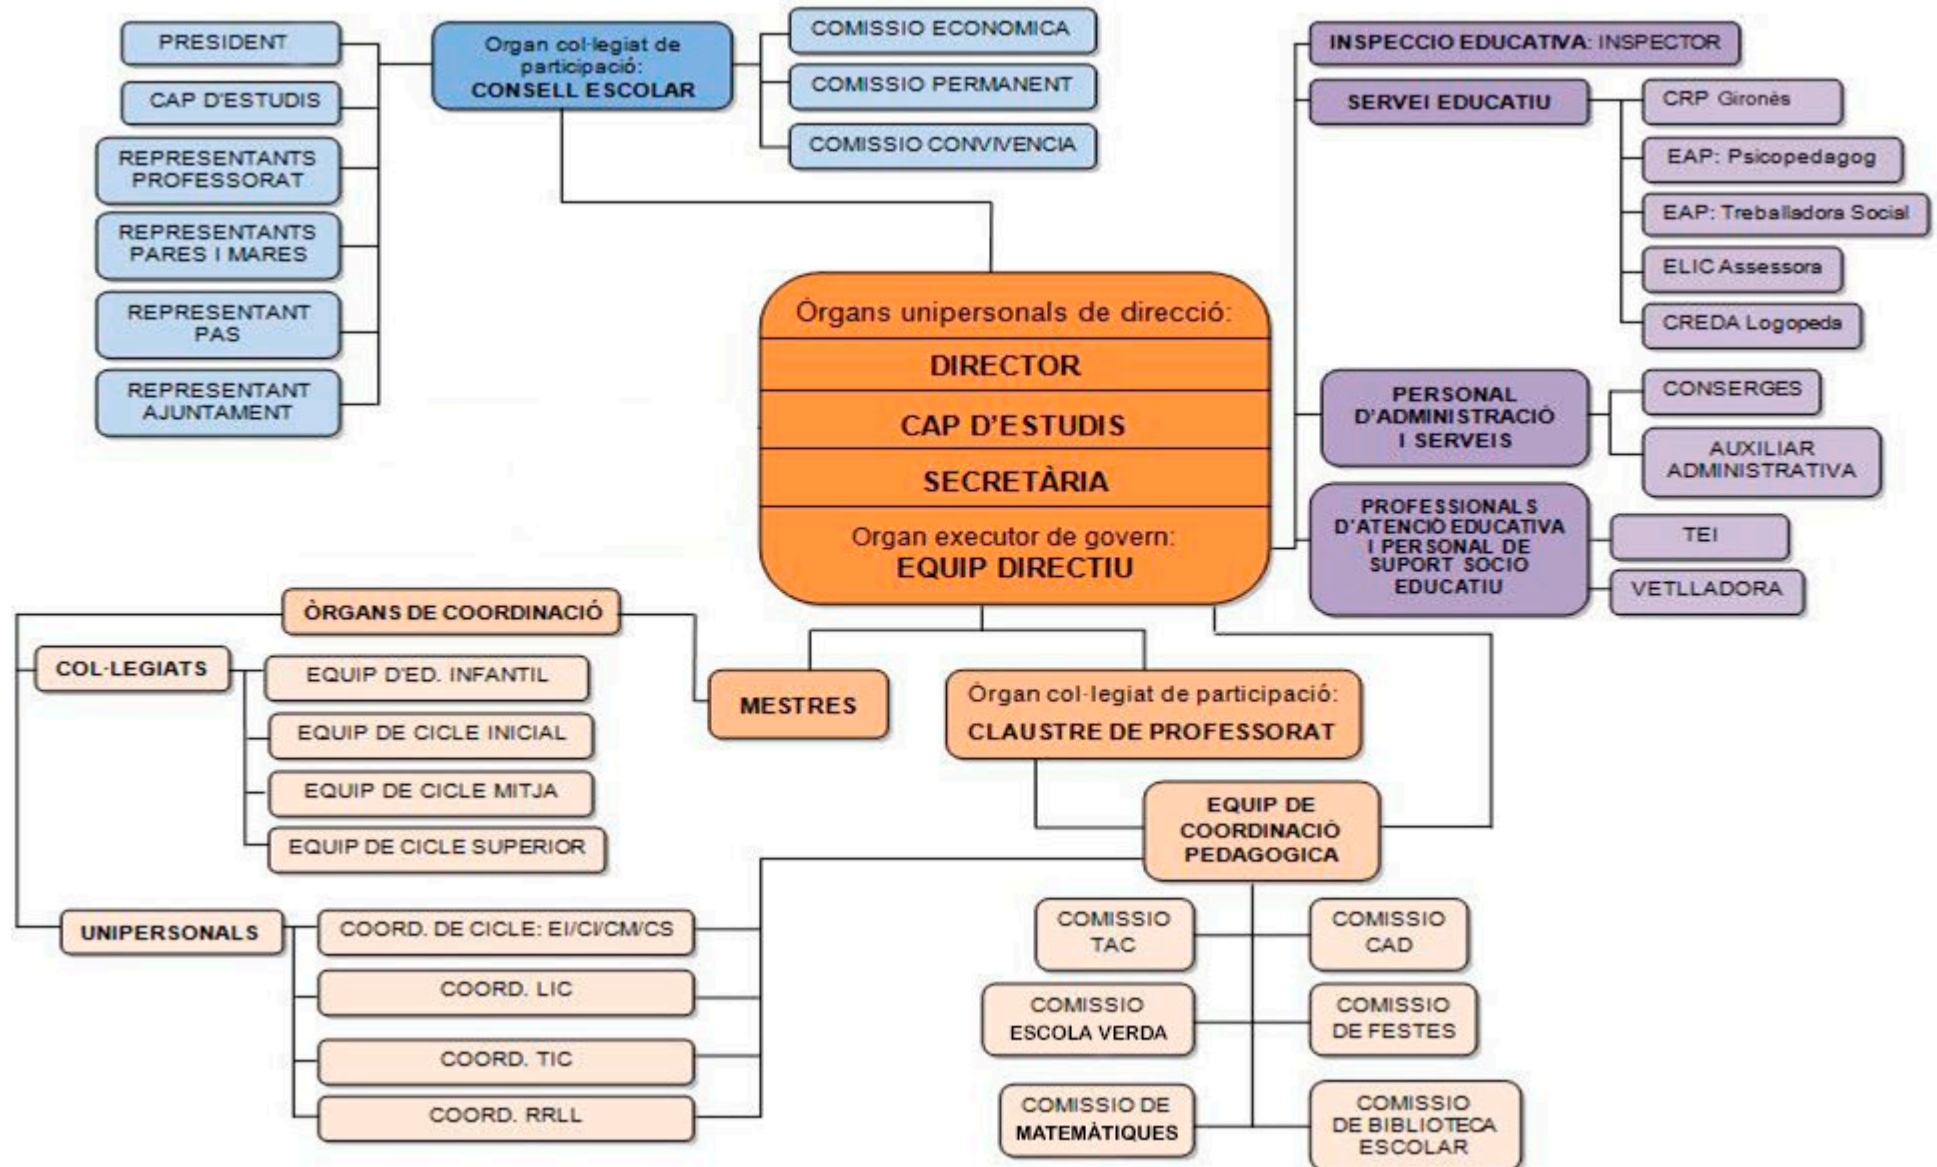 PRESIDENT
CAP D'ESTUDIS
REPRESENTANTS
PROFESSORAT
REPRESENTANTS
PARES I MARES
REPRESENTANT
PAS
REPRESENTANT
AJUNTAMENT
Organ col·legiat de
participació:
CONSELL ESCOLAR
COMISSIO ECONOMICA
COMISSIO PERMANENT
COMISSIO CONVIVENCIA
INSPECCIO EDUCATIVA: INSPECTOR
SERVEI EDUCATIU
CRP Gironès
EAP: Psicopedagog
EAP: Treballadora Social
ELIC Assessora
CREDA Logopeda
PERSONAL
D'ADMINISTRACIÓ
I SERVEIS
CONSERGES
AUXILIAR
ADMINISTRATIVA
PROFESSIONALS
D'ATENCIÓ EDUCATIVA
I PERSONAL DE
SUPORT SOCIO
EDUCATIU
TEI
VETLLADORA
Òrgans unipersonals de direcció:
DIRECTOR
CAP D'ESTUDIS
SECRETÀRIA
Organ executor de govern:
EQUIP DIRECTIU
ÒRGANS DE COORDINACIÓ
COL·LEGIATS
EQUIP D'ED. INFANTIL
EQUIP DE CICLE INICIAL
EQUIP DE CICLE MITJA
EQUIP DE CICLE SUPERIOR
UNIPERSONALS
COORD. DE CICLE: EI/CI/CM/CS
COORD. LIC
COORD. TIC
COORD. RRLL
MESTRES
Òrgan col·legiat de participació:
CLAUSTRE DE PROFESSORAT
EQUIP DE
COORDINACIÓ
PEDAGOGICA
COMISSIO
TAC
COMISSIO
CAD
COMISSIO
ESCOLA VERDA
COMISSIO
DE FESTES
COMISSIO DE
MATEMÀTIQUES
COMISSIO
DE BIBLIOTECA
ESCOLAR